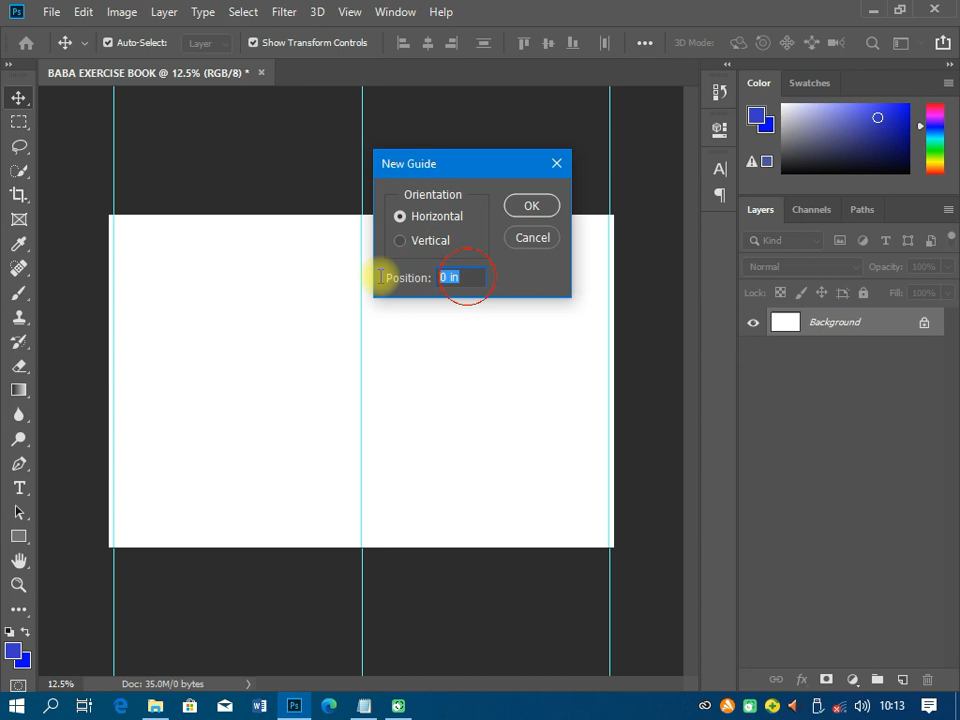 Ps File Edit Image Layer Type Select Filter 3D View Window Help
Auto-Select: Layer Show Transform Controls 3D Mode:
BABA EXERCISE BOOK @ 12.5% (RGB/8) *
New Guide
Orientation
Horizontal
Vertical
Position: 0 in
OK
Cancel
Color Swatches
Layers Channels Paths
Kind
Normal Opacity: 100%
Lock: Fill: 100%
Background
12.5% Doc: 35.0M/0 bytes
10:13